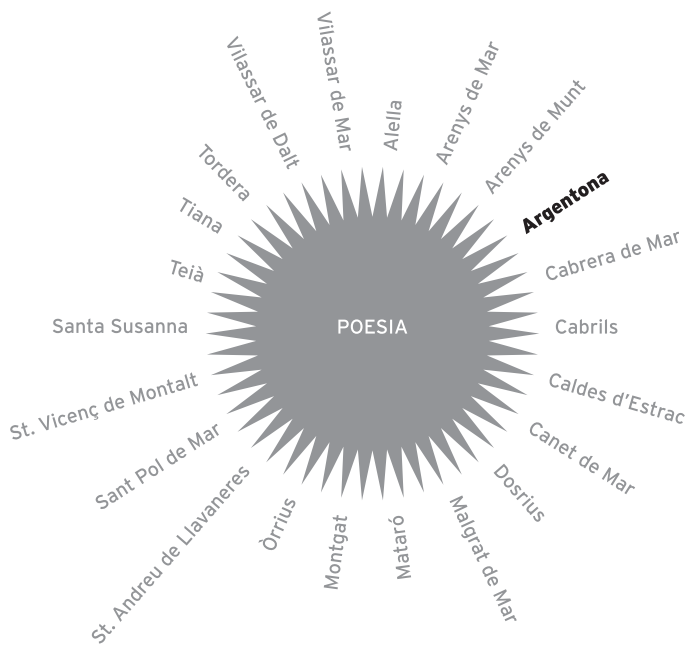 Alella
Arenys de Mar
Arenys de Munt
Argentona
Cabrera de Mar
Cabrils
Caldes d'Estrac
Canet de Mar
Dosrius
Malgrat de Mar
Mataró
Montgat
Òrrius
St. Andreu de Llavaneres
Sant Pol de Mar
St. Vicenç de Montalt
Santa Susanna
Teià
Tiana
Tordera
Vilassar de Dalt
Vilassar de Mar
POESIA